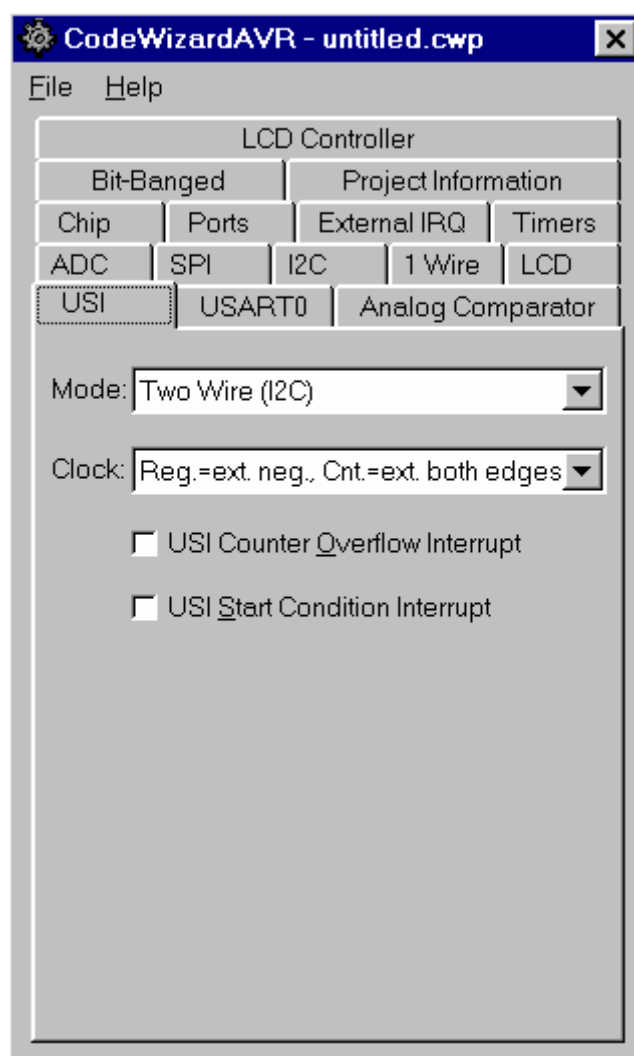 CodeWizardAVR - untitled.cwp
File Help
LCD Controller
Bit-Banged Project Information
Chip Ports External IRQ Timers
ADC SPI I2C 1 Wire LCD
USI USART0 Analog Comparator
Mode: Two Wire (I2C)
Clock: Reg.=ext. neg., Cnt.=ext. both edges
USI Counter Overflow Interrupt
USI Start Condition Interrupt